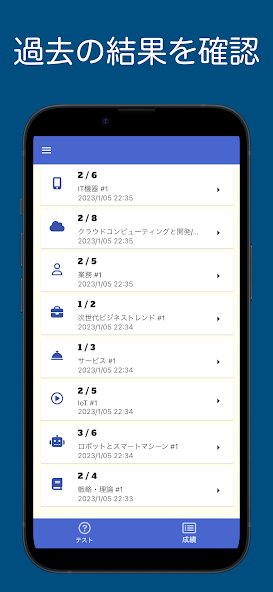 過去の結果を確認
2 / 6
IT機器 #1
2023/1/05 22:35
2 / 8
クラウドコンピューティングと開発/...
2023/1/05 22:35
2 / 5
業務 #1
2023/1/05 22:35
1 / 2
次世代ビジネストレンド #1
2023/1/05 22:34
1 / 3
サービス #1
2023/1/05 22:34
2 / 5
IoT #1
2023/1/05 22:34
3 / 6
ロボットとスマートマシーン #1
2023/1/05 22:34
2 / 4
戦略・理論 #1
2023/1/05 22:33
テスト
成績